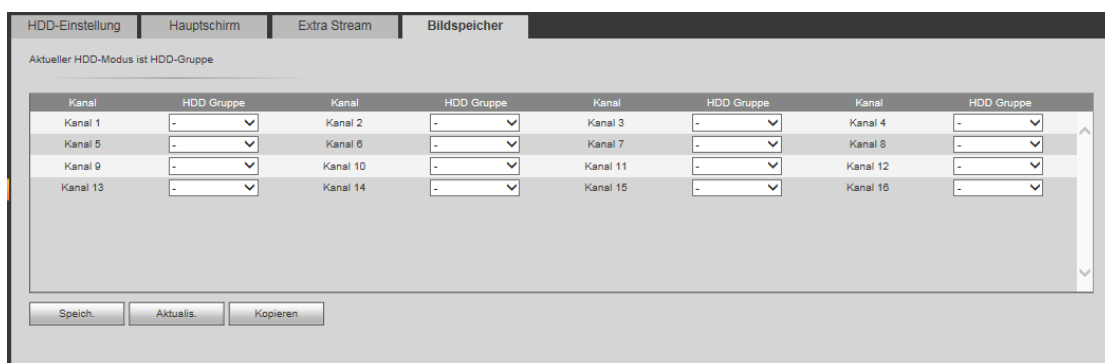 HDD-Einstellung Hauptschirm Extra Stream Bildspeicher
Aktueller HDD-Modus ist HDD-Gruppe
Kanal HDD Gruppe Kanal HDD Gruppe Kanal HDD Gruppe Kanal HDD Gruppe
Kanal 1 - Kanal 2 - Kanal 3 - Kanal 4 -
Kanal 5 - Kanal 6 - Kanal 7 - Kanal 8 -
Kanal 9 - Kanal 10 - Kanal 11 - Kanal 12 -
Kanal 13 - Kanal 14 - Kanal 15 - Kanal 16 -
Speich. Aktualis. Kopieren